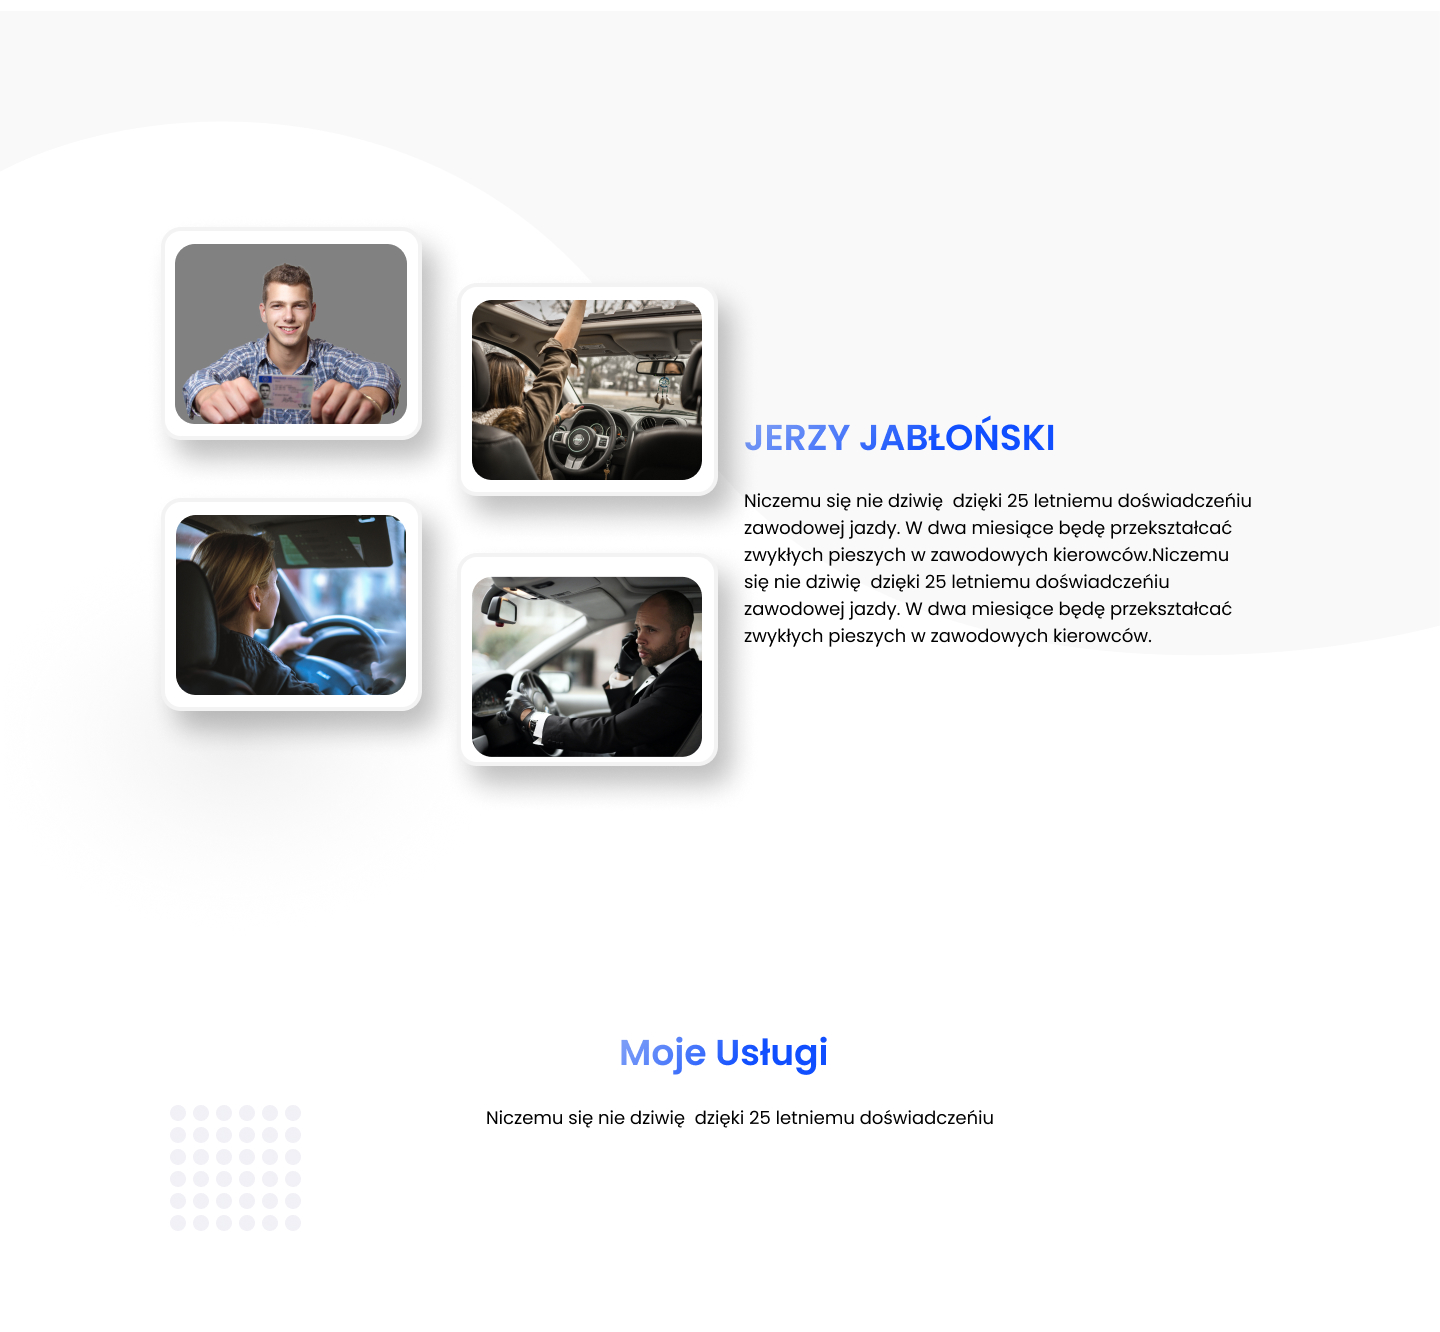 JERZY JABŁOŃSKI
Niczemu się nie dziwię  dzięki 25 letniemu doświadczeńiu
zawodowej jazdy. W dwa miesiące będę przekształcać
zwykłych pieszych w zawodowych kierowców.Niczemu
się nie dziwię  dzięki 25 letniemu doświadczeńiu
zawodowej jazdy. W dwa miesiące będę przekształcać
zwykłych pieszych w zawodowych kierowców.
Moje Usługi
Niczemu się nie dziwię  dzięki 25 letniemu doświadczeńiu